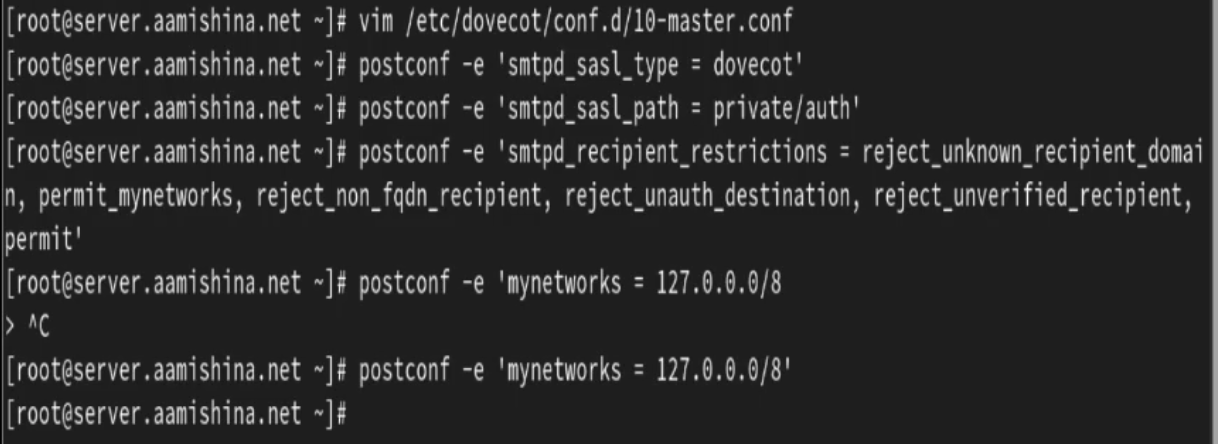 [root@server.aamishina.net ~]# vim /etc/dovecot/conf.d/10-master.conf
[root@server.aamishina.net ~]# postconf -e 'smtpd_sasl_type = dovecot'
[root@server.aamishina.net ~]# postconf -e 'smtpd_sasl_path = private/auth'
[root@server.aamishina.net ~]# postconf -e 'smtpd_recipient_restrictions = reject_unknown_recipient_domai
n, permit_mynetworks, reject_non_fqdn_recipient, reject_unauth_destination, reject_unverified_recipient,
permit'
[root@server.aamishina.net ~]# postconf -e 'mynetworks = 127.0.0.0/8
> ^C
[root@server.aamishina.net ~]# postconf -e 'mynetworks = 127.0.0.0/8'
[root@server.aamishina.net ~]#